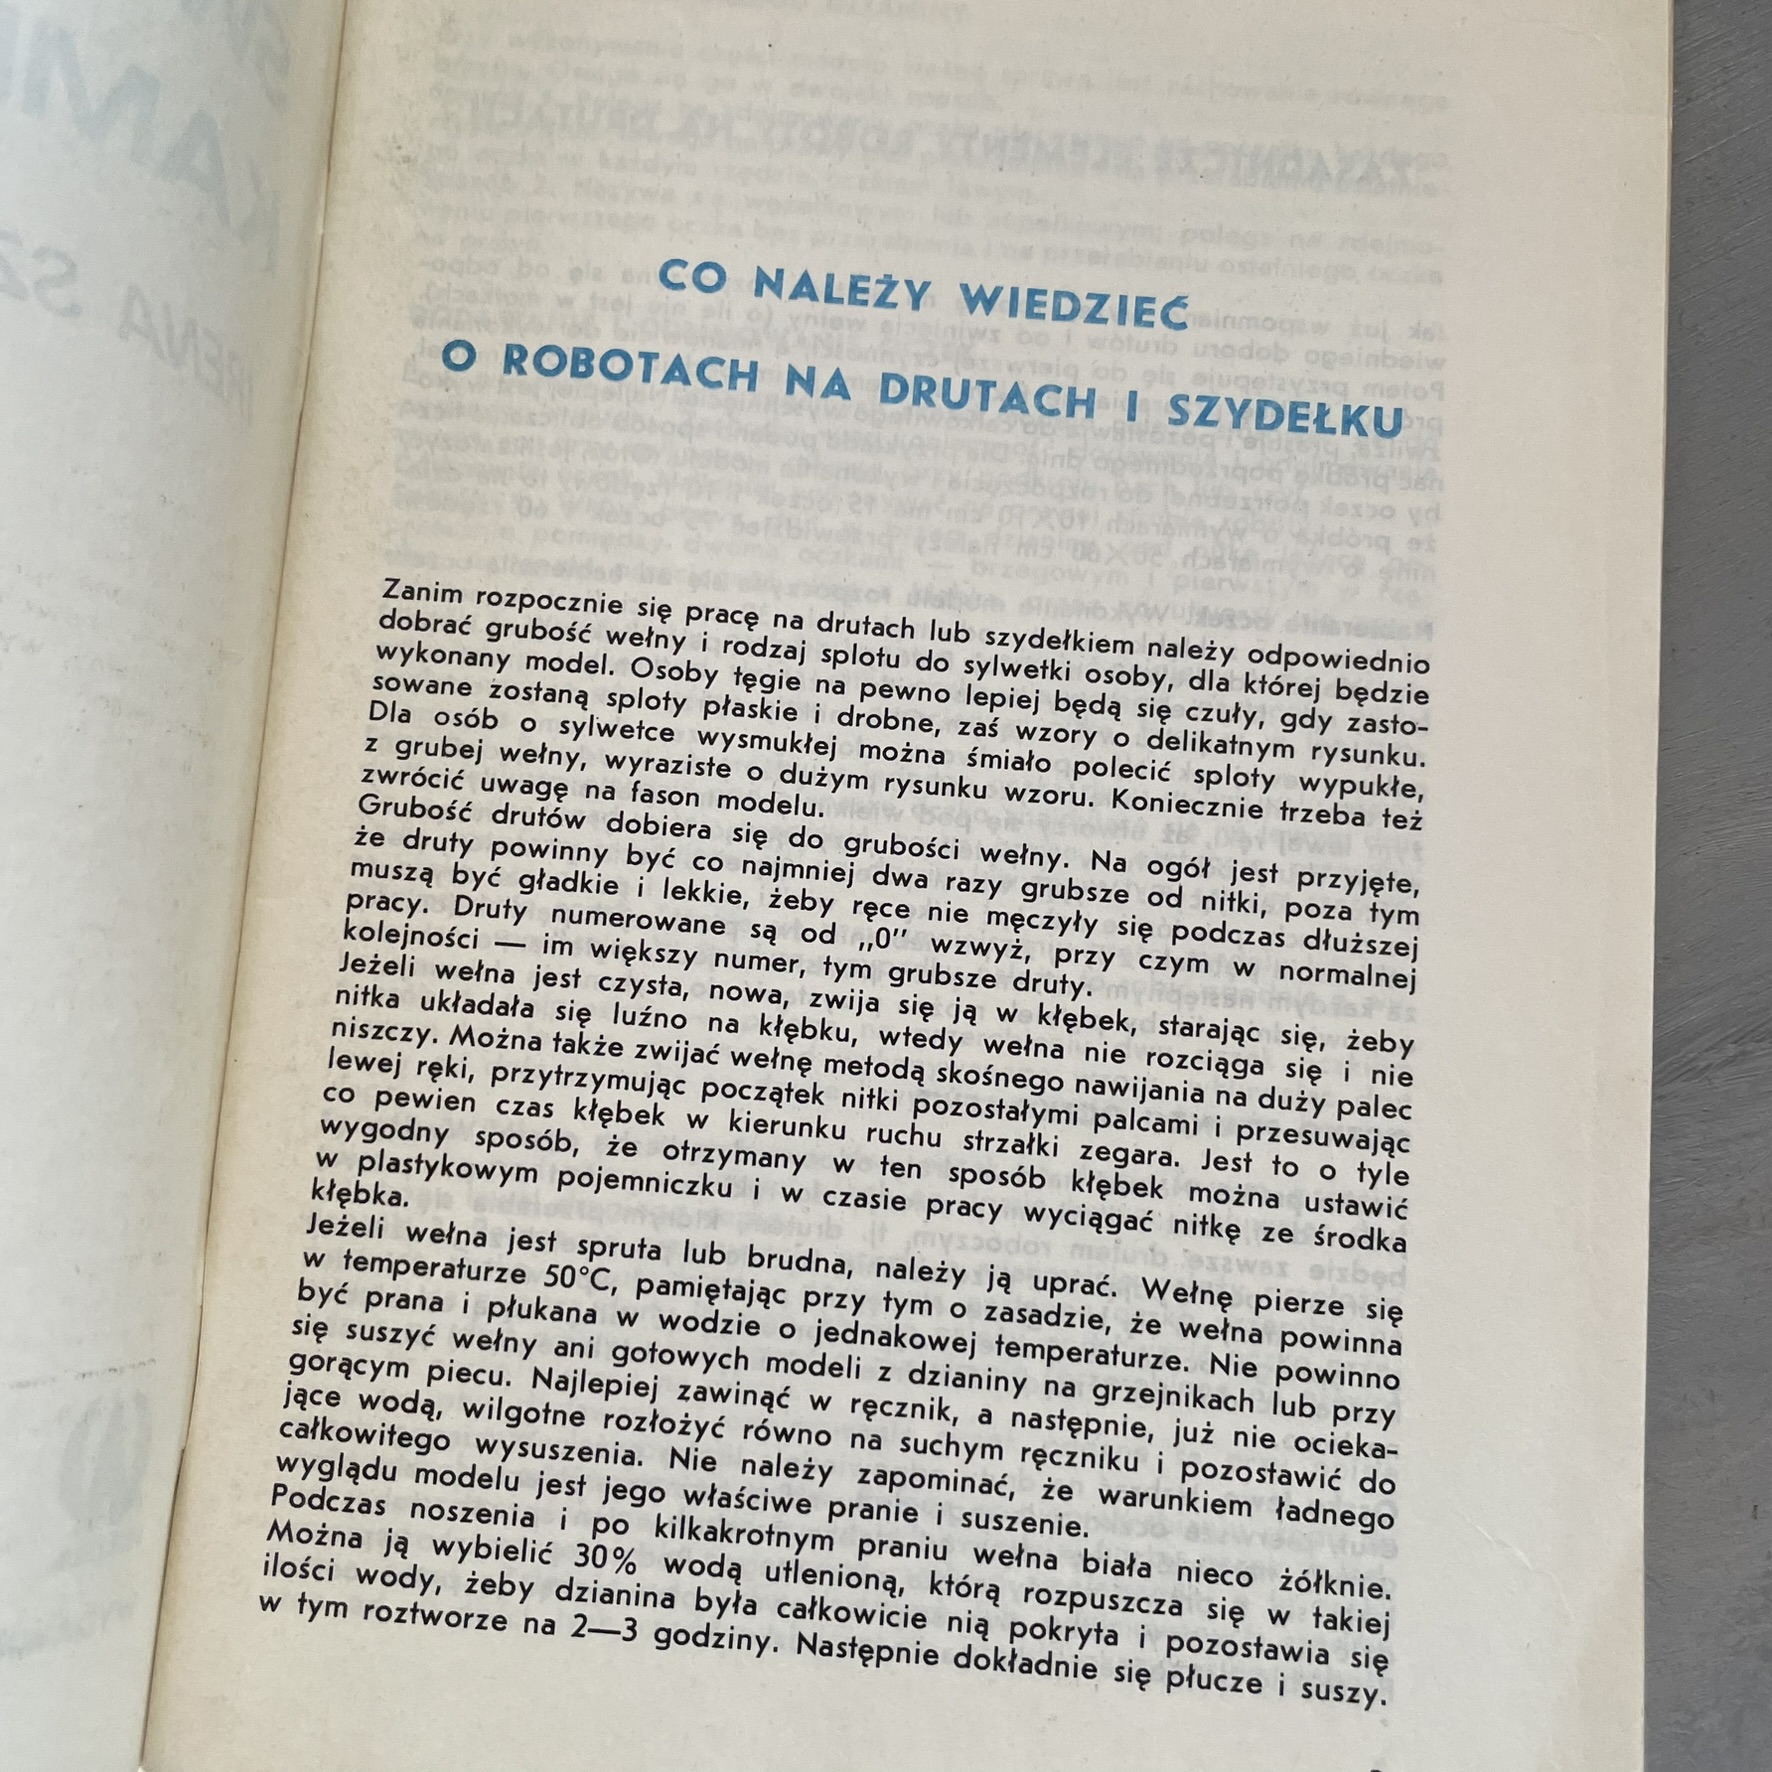 CO NALEŻY WIEDZIEĆ
O ROBOTACH NA DRUTACH I SZYDEŁKU
Zanim rozpocznie się pracę na drutach lub szydełkiem należy odpowiednio
dobrać grubość wełny i rodzaj splotu do sylwetki osoby, dla której będzie
wykonany model. Osoby tęgie na pewno lepiej będą się czuły, gdy zasto-
sowane zostaną sploty płaskie i drobne, zaś wzory o delikatnym rysunku.
Dla osób o sylwetce wysmukłej można śmiało polecić sploty wypukłe,
z grubej wełny, wyraziste o dużym rysunku wzoru. Koniecznie trzeba też
zwrócić uwagę na fason modelu.
Grubość drutów dobiera się do grubości wełny. Na ogół jest przyjęte,
że druty powinny być co najmniej dwa razy grubsze od nitki, poza tym
muszą być gładkie i lekkie, żeby ręce nie męczyły się podczas dłuższej
pracy. Druty numerowane są od „0" wzwyż, przy czym w normalnej
kolejności — im większy numer, tym grubsze druty.
Jeżeli wełna jest czysta, nowa, zwija się ją w kłębek, starając się, żeby
nitka układała się luźno na kłębku, wtedy wełna nie rozciąga się i nie
niszczy. Można także zwijać wełnę metodą skośnego nawijania na duży palec
lewej ręki, przytrzymując początek nitki pozostałymi palcami i przesuwając
co pewien czas kłębek w kierunku ruchu strzałki zegara. Jest to o tyle
wygodny sposób, że otrzymany w ten sposób kłębek można ustawić
w plastykowym pojemniczku i w czasie pracy wyciągać nitkę ze środka
kłębka.
Jeżeli wełna jest spruta lub brudna, należy ją uprać. Wełnę pierze się
w temperaturze 50°C, pamiętając przy tym o zasadzie, że wełna powinna
być prana i płukana w wodzie o jednakowej temperaturze. Nie powinno
się suszyć wełny ani gotowych modeli z dzianiny na grzejnikach lub przy
gorącym piecu. Najlepiej zawinąć w ręcznik, a następnie, już nie ocieka-
jące wodą, wilgotne rozłożyć równo na suchym ręczniku i pozostawić do
całkowitego wysuszenia. Nie należy zapominać, że warunkiem ładnego
wyglądu modelu jest jego właściwe pranie i suszenie.
Podczas noszenia i po kilkakrotnym praniu wełna biała nieco żółknie.
Można ją wybielić 30% wodą utlenioną, którą rozpuszcza się w takiej
ilości wody, żeby dzianina była całkowicie nią pokryta i pozostawia się
w tym roztworze na 2—3 godziny. Następnie dokładnie się płucze i suszy.